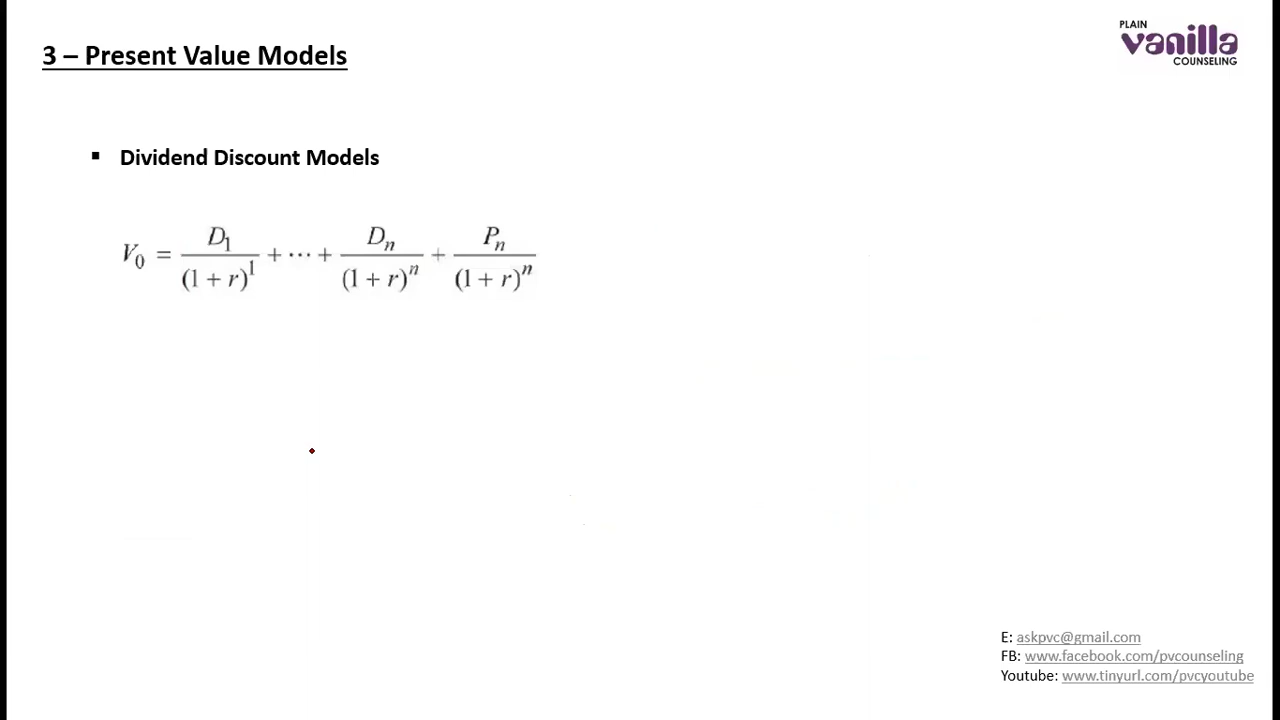 3 – Present Value Models
PLAIN
vanilla
COUNSELING
▪ Dividend Discount Models
V₀ = D₁/(1 + r)¹ + ⋯ + Dₙ/(1 + r)ⁿ + Pₙ/(1 + r)ⁿ
E: askpvc@gmail.com
FB: www.facebook.com/pvcounseling
Youtube: www.tinyurl.com/pvcyoutube